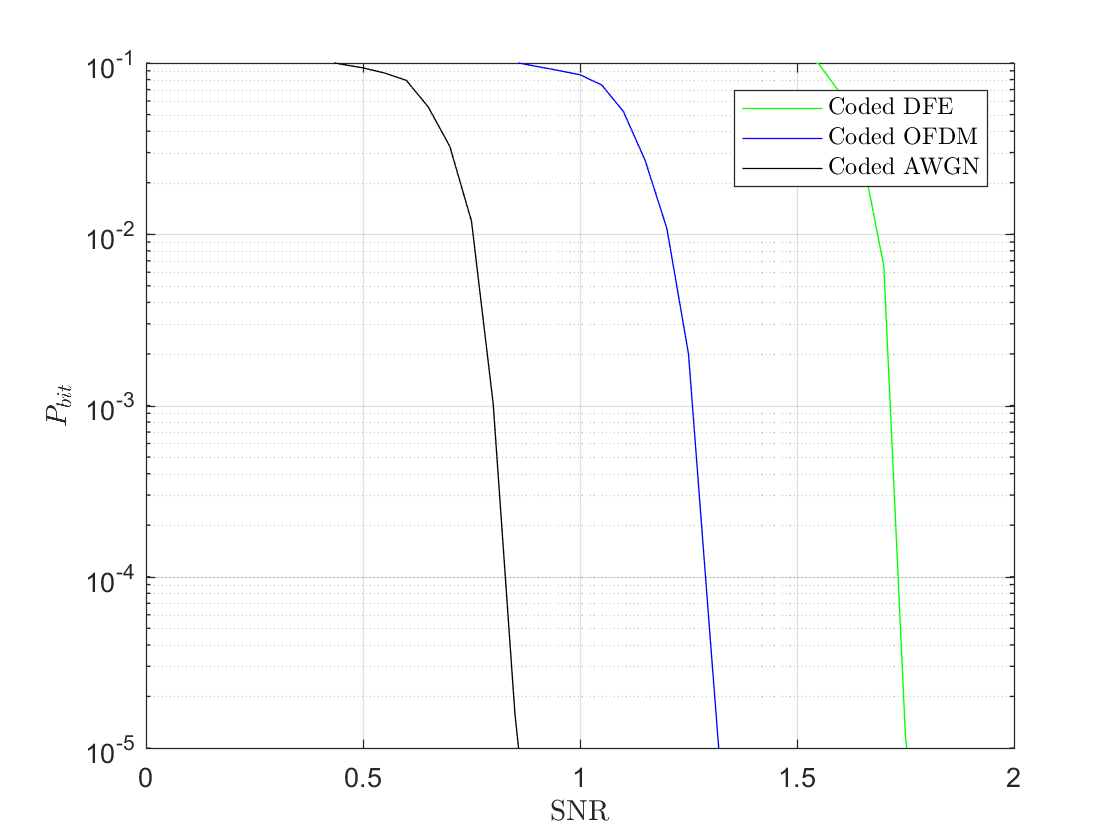 10^-1
10^-2
10^-3
10^-4
10^-5
P_bit
0 0.5 1 1.5 2
SNR
Coded DFE
Coded OFDM
Coded AWGN